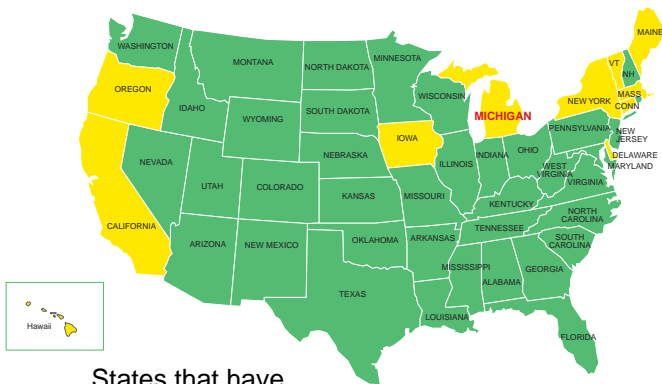 MAINE
WASHINGTON
MONTANA
NORTH DAKOTA
MINNESOTA
VT
NH
OREGON
IDAHO
WISCONSIN
MASS
NEW YORK
CONN
SOUTH DAKOTA
WYOMING
MICHIGAN
PENNSYLVANIA
NEW
JERSEY
IOWA
NEBRASKA
NEVADA
UTAH
COLORADO
ILLINOIS
INDIANA
OHIO
DELAWARE
MARYLAND
WEST
VIRGINIA
VIRGINIA
KANSAS
MISSOURI
KENTUCKY
CALIFORNIA
NORTH
CAROLINA
TENNESSEE
ARIZONA
NEW MEXICO
OKLAHOMA
ARKANSAS
SOUTH
CAROLINA
MISSISSIPPI
ALABAMA
GEORGIA
TEXAS
LOUISIANA
FLORIDA
Hawaii
States that have